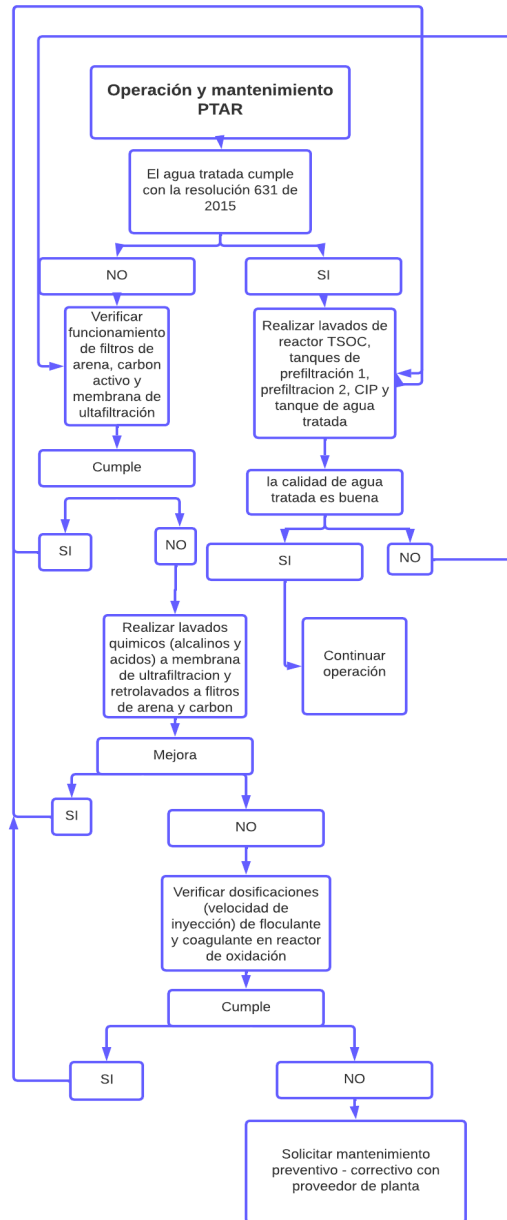 Operación y mantenimiento
PTAR
El agua tratada cumple
con la resolución 631 de
2015
NO
SI
Verificar
funcionamiento
de filtros de
arena, carbon
activo y
membrana de
ultafiltración
Realizar lavados de
reactor TSOC,
tanques de
prefiltración 1,
prefiltracion 2, CIP y
tanque de agua
tratada
Cumple
la calidad de agua
tratada es buena
SI
NO
SI
NO
Realizar lavados
quimicos (alcalinos y
acidos) a membrana
de ultrafiltracion y
retrolavados a flitros
de arena y carbon
Continuar
operación
Mejora
SI
NO
Verificar dosificaciones
(velocidad de
inyección) de floculante
y coagulante en reactor
de oxidación
Cumple
SI
NO
Solicitar mantenimiento
preventivo - correctivo con
proveedor de planta